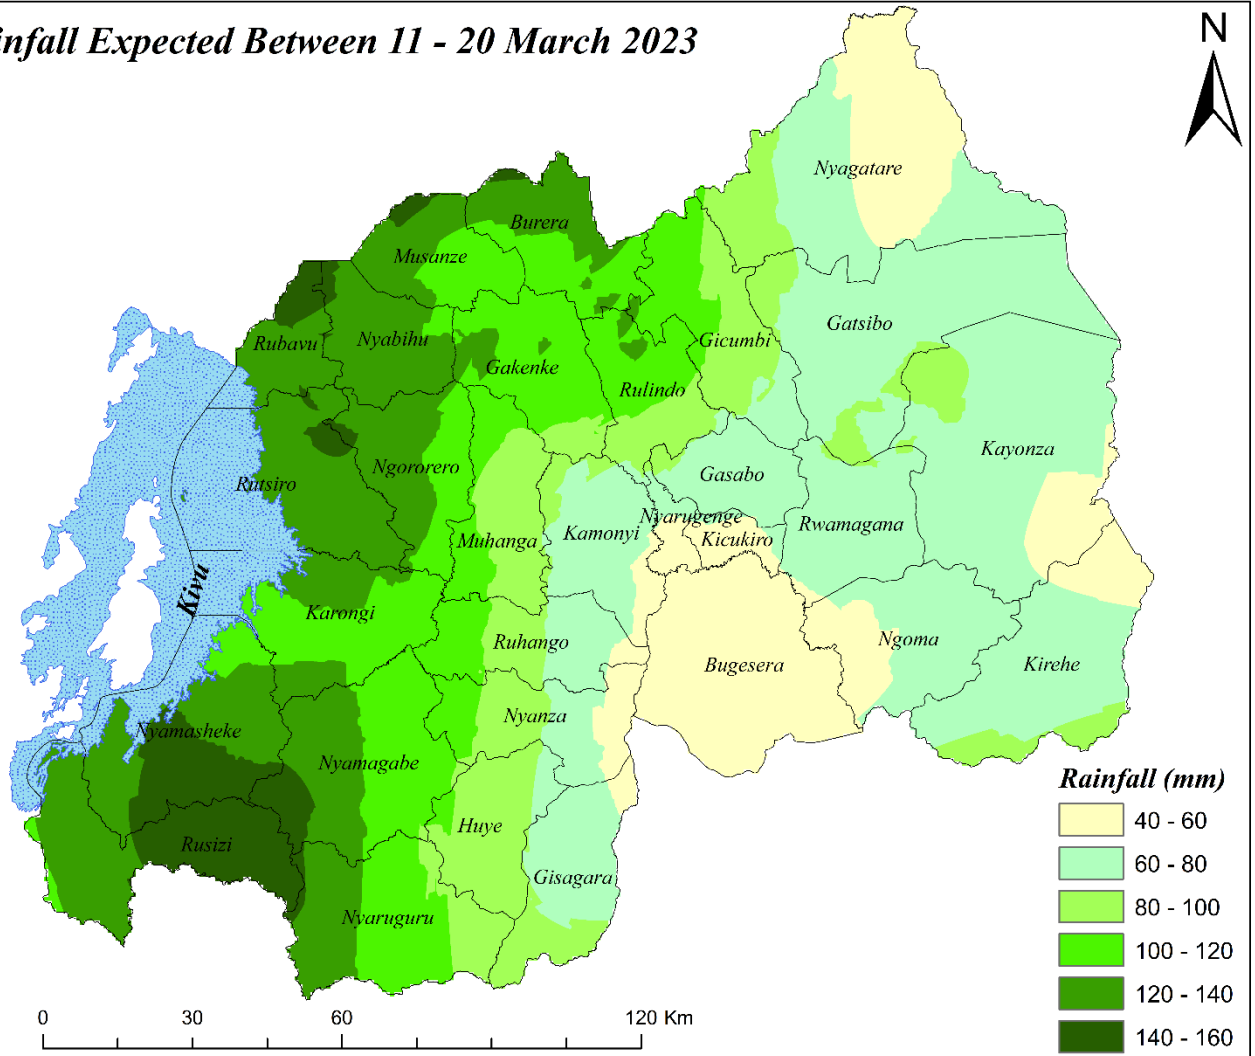 infall Expected Between 11 - 20 March 2023
N
Nyagatare
Burera
Musanze
Gatsibo
Rubavu
Nyabihu
Gicumbi
Gakenke
Rulindo
Kayonza
Ngororero
Gasabo
Rutsiro
Nyarugenge
Rwamagana
Kamonyi
Muhanga
Kicukiro
Kivu
Karongi
Ruhango
Ngoma
Bugesera
Kirehe
Nyanza
Nyamasheke
Nyamagabe
Huye
Rusizi
Gisagara
Nyaruguru
Rainfall (mm)
40 - 60
60 - 80
80 - 100
100 - 120
120 - 140
140 - 160
0 30 60 120 Km